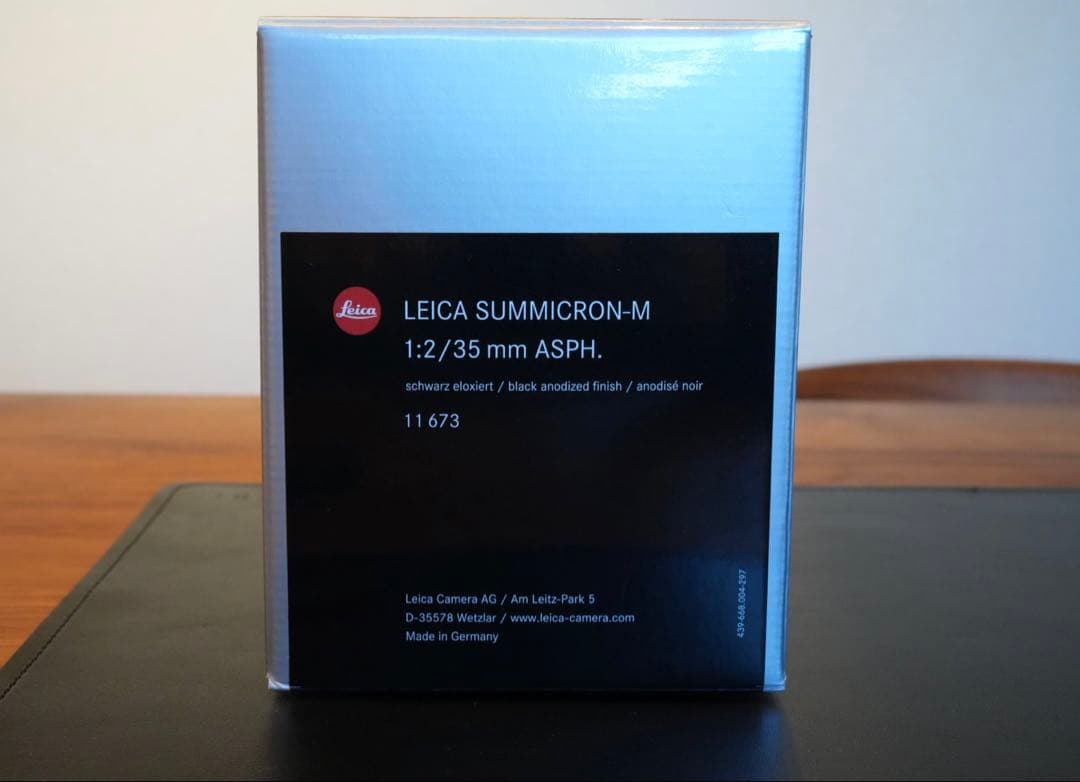 Leica
LEICA SUMMICRON-M
1:2/35 mm ASPH.
schwarz eloxiert / black anodized finish / anodisé noir
11 673
Leica Camera AG / Am Leitz-Park 5
D-35578 Wetzlar / www.leica-camera.com
Made in Germany
439-668.004-297